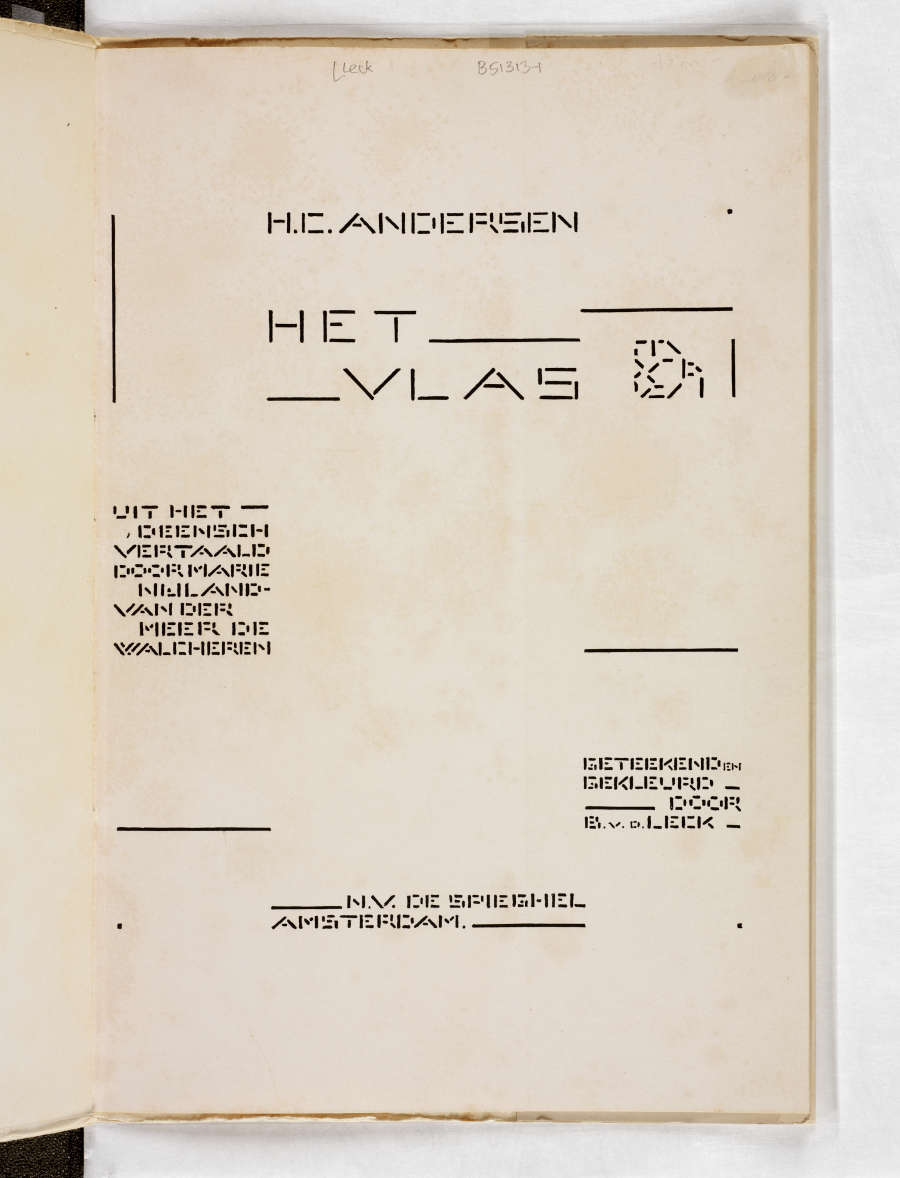 Leck B51313-1
H.C. ANDERSEN
HET
VLAS
UIT HET
DEENSCH
VERTAALD
DOOR MARIE
NIJLAND-
VAN DER
MEER DE
WALCHEREN
GETEEKEND EN
GEKLEURD
DOOR
B.v.d.LECK
N.V. DE SPIEGHEL
AMSTERDAM.